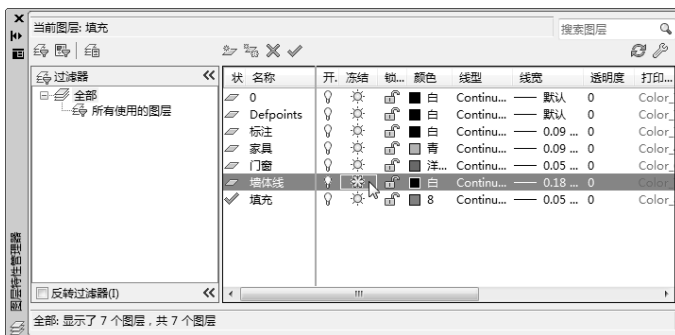 当前图层: 填充
搜索图层
过滤器
全部
所有使用的图层
反转过滤器(I)
状 名称 开. 冻结 锁... 颜色 线型 线宽 透明度 打印...
0 白 Continu... 默认 0 Color_
Defpoints 白 Continu... 默认 0 Color_
标注 白 Continu... 0.09 ... 0 Color_
家具 青 Continu... 0.09 ... 0 Color_
门窗 洋... Continu... 0.05 ... 0 Color_
墙体线 白 Continu... 0.18 ... 0 Color_
填充 8 Continu... 0.05 ... 0 Color_
全部: 显示了 7 个图层，共 7 个图层
图层特性管理器